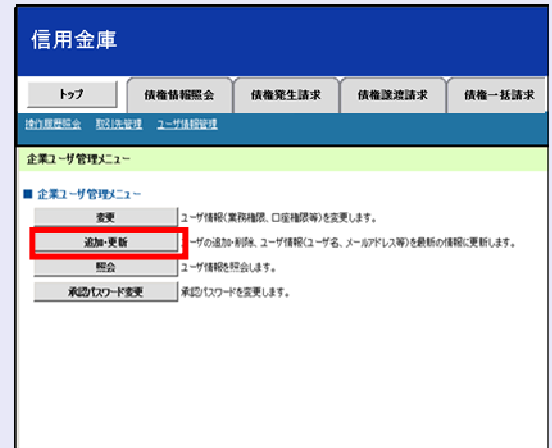 信用金庫
トップ 債権情報照会 債権発生請求 債権譲渡請求 債権一括請求
操作履歴照会 取引先管理 ユーザ情報管理
企業ユーザ管理メニュー
■ 企業ユーザ管理メニュー
変更 ユーザ情報(業務権限、口座権限等)を変更します。
追加・更新 ーザの追加・削除、ユーザ情報(ユーザ名、メールアドレス等)を最新の情報に更新します。
照会 ユーザ情報を照会します。
承認パスワード変更 承認パスワードを変更します。